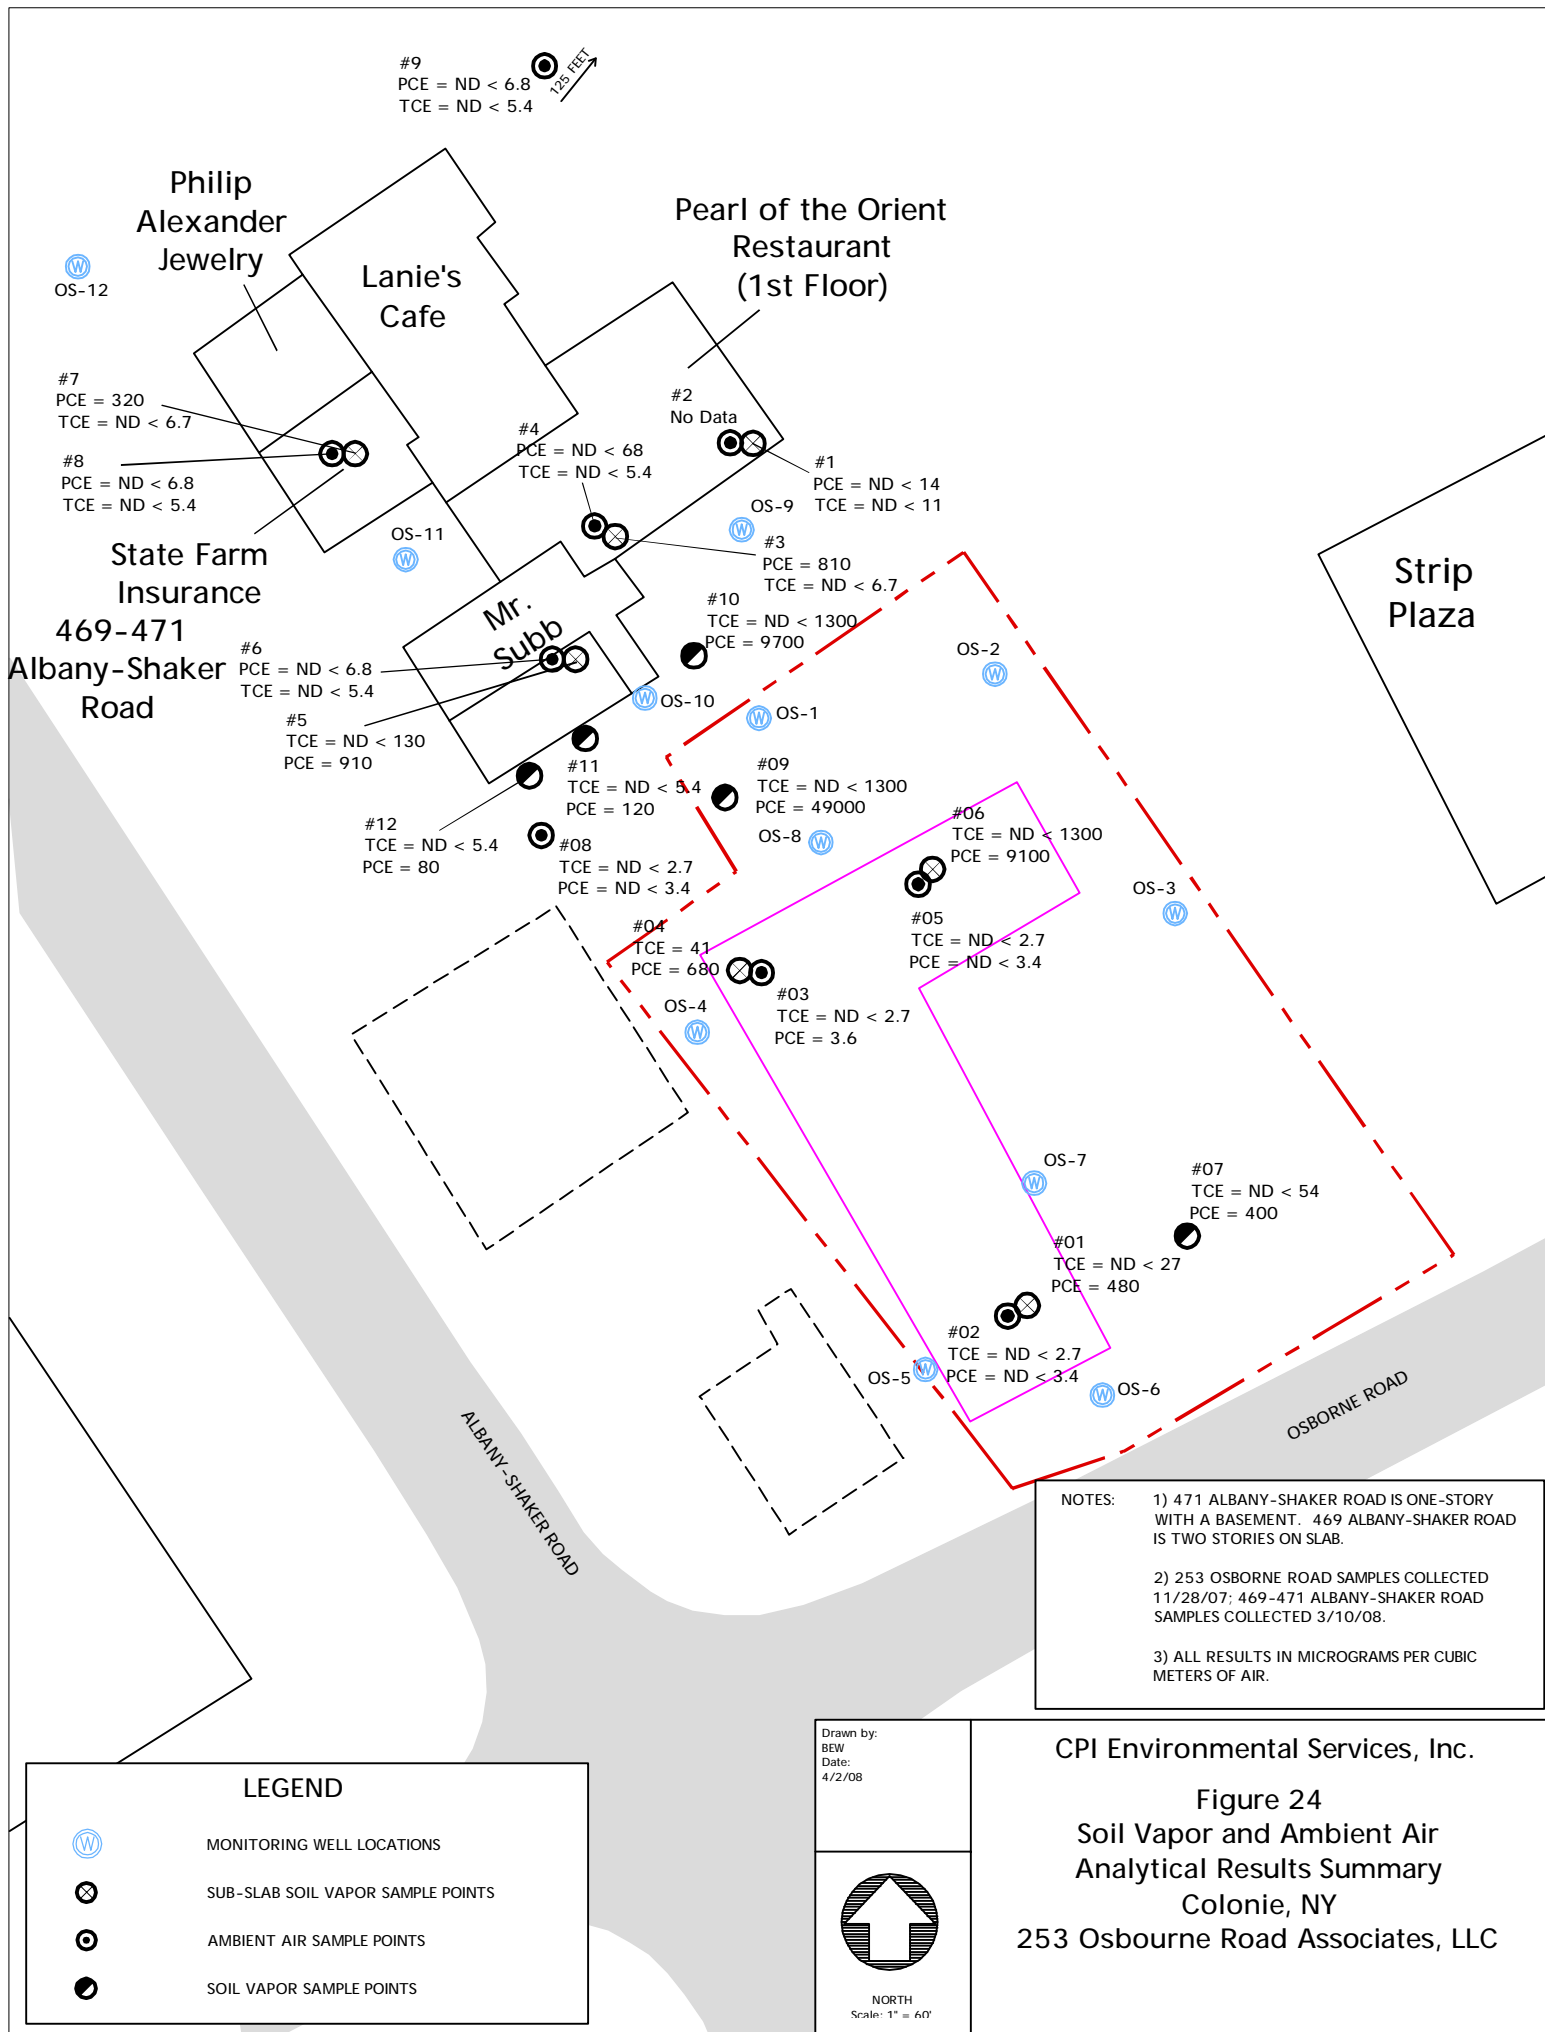 #9
PCE = ND < 6.8
TCE = ND < 5.4
125 FEET
Philip
Alexander
Jewelry
Lanie's
Cafe
Pearl of the Orient
Restaurant
(1st Floor)
W
OS-12
#7
PCE = 320
TCE = ND < 6.7
#8
PCE = ND < 6.8
TCE = ND < 5.4
#4
PCE = ND < 68
TCE = ND < 5.4
#2
No Data
#1
PCE = ND < 14
TCE = ND < 11
OS-9
W
#3
PCE = 810
TCE = ND < 6.7
OS-11
W
State Farm
Insurance
469-471
Albany-Shaker
Road
Mr.
Subb
#10
TCE = ND < 1300
PCE = 9700
Strip
Plaza
#6
PCE = ND < 6.8
TCE = ND < 5.4
#5
TCE = ND < 130
PCE = 910
W
OS-10
OS-2
W
W
OS-1
#11
TCE = ND < 5.4
PCE = 120
#09
TCE = ND < 1300
PCE = 49000
#12
TCE = ND < 5.4
PCE = 80
#08
TCE = ND < 2.7
PCE = ND < 3.4
OS-8
W
#06
TCE = ND < 1300
PCE = 9100
OS-3
W
#05
TCE = ND < 2.7
PCE = ND < 3.4
#04
TCE = 41
PCE = 680
#03
TCE = ND < 2.7
PCE = 3.6
OS-4
W
OS-7
W
#07
TCE = ND < 54
PCE = 400
#01
TCE = ND < 27
PCE = 480
#02
TCE = ND < 2.7
PCE = ND < 3.4
OS-5
W
W
OS-6
ALBANY-SHAKER ROAD
OSBORNE ROAD
NOTES: 1) 471 ALBANY-SHAKER ROAD IS ONE-STORY
WITH A BASEMENT. 469 ALBANY-SHAKER ROAD
IS TWO STORIES ON SLAB.
2) 253 OSBORNE ROAD SAMPLES COLLECTED
11/28/07; 469-471 ALBANY-SHAKER ROAD
SAMPLES COLLECTED 3/10/08.
3) ALL RESULTS IN MICROGRAMS PER CUBIC
METERS OF AIR.
LEGEND
W MONITORING WELL LOCATIONS
SUB-SLAB SOIL VAPOR SAMPLE POINTS
AMBIENT AIR SAMPLE POINTS
SOIL VAPOR SAMPLE POINTS
Drawn by:
BEW
Date:
4/2/08
NORTH
Scale: 1" = 60'
CPI Environmental Services, Inc.
Figure 24
Soil Vapor and Ambient Air
Analytical Results Summary
Colonie, NY
253 Osbourne Road Associates, LLC